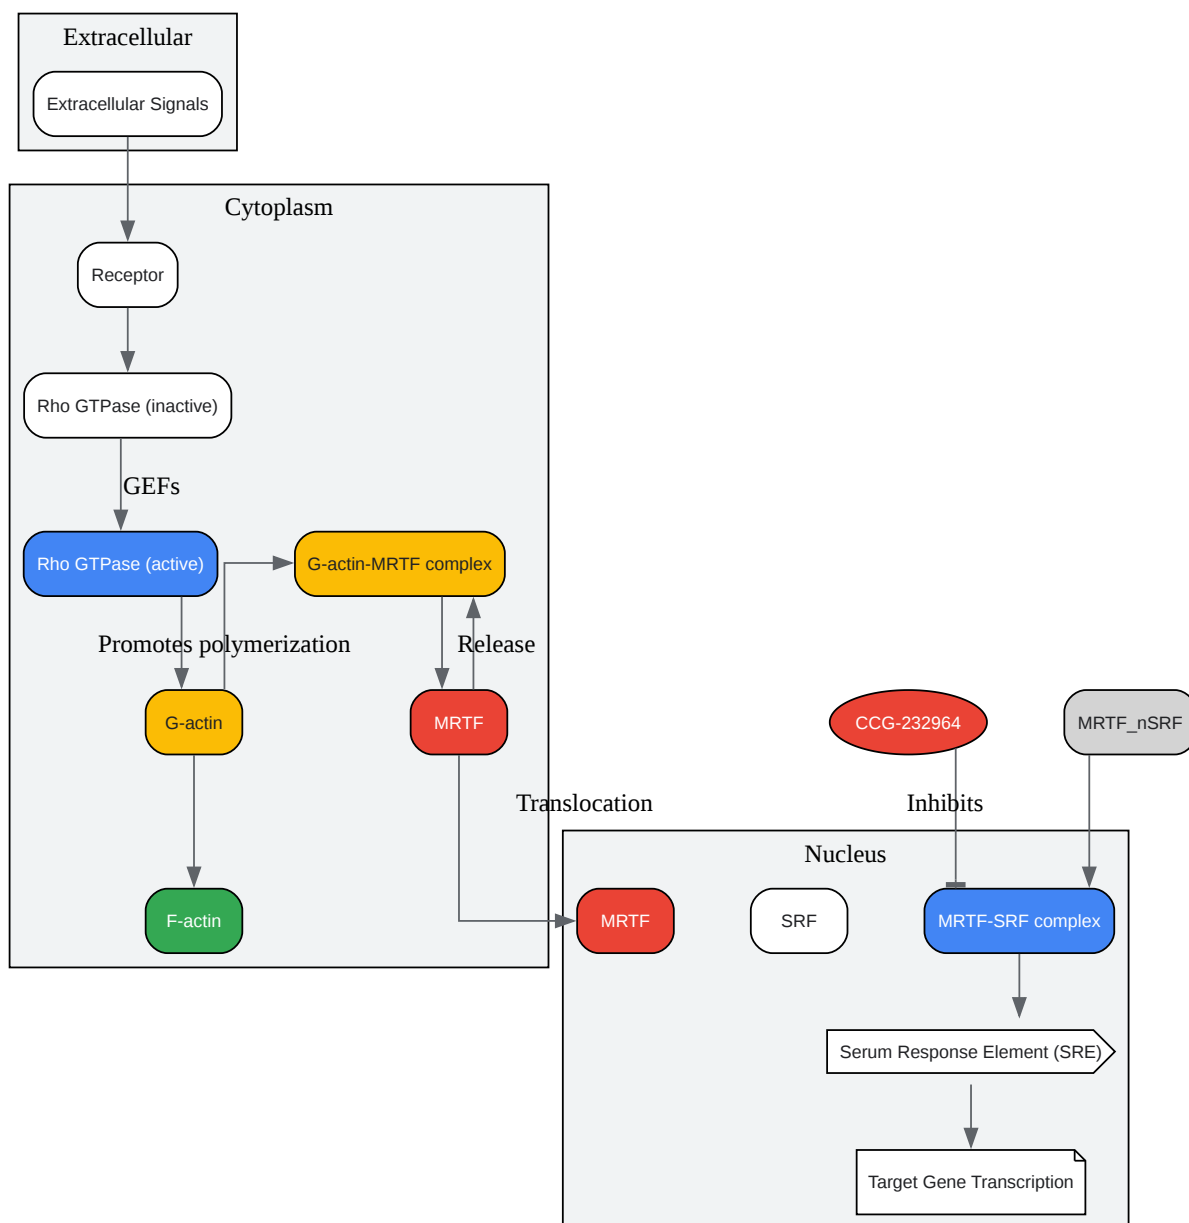 Extracellular
Extracellular Signals
Cytoplasm
Receptor
Rho GTPase (inactive)
GEFs
Rho GTPase (active)
G-actin-MRTF complex
Promotes polymerization
Release
G-actin
MRTF
CCG-232964
MRTF_nSRF
Translocation
Inhibits
Nucleus
F-actin
MRTF
SRF
MRTF-SRF complex
Serum Response Element (SRE)
Target Gene Transcription